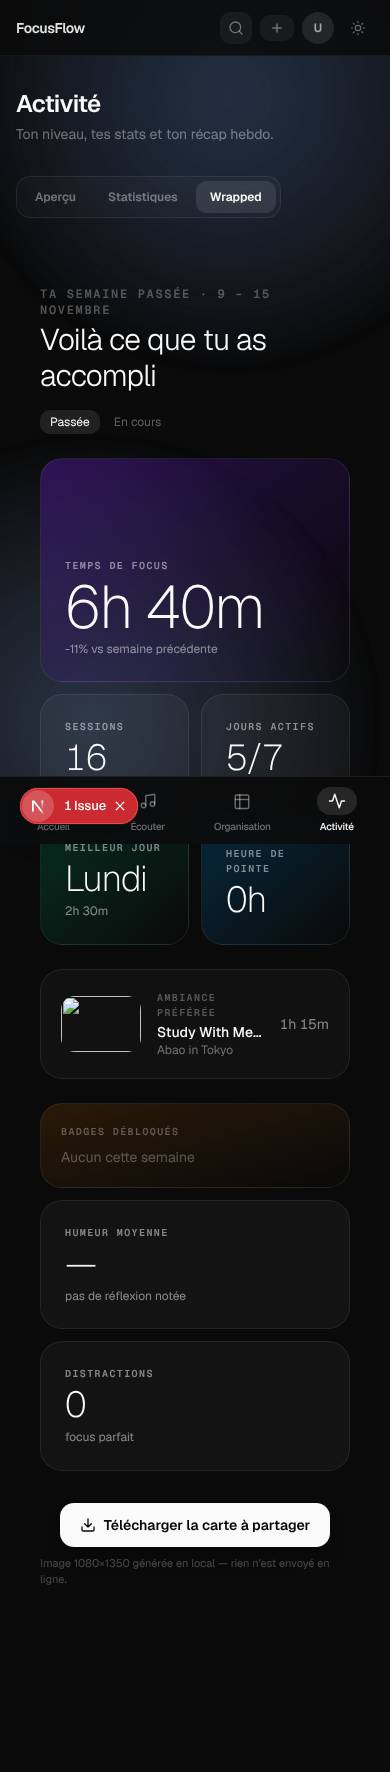 FocusFlow
U
Activité
Ton niveau, tes stats et ton récap hebdo.
Aperçu
Statistiques
Wrapped
TA SEMAINE PASSÉE · 9 – 15
NOVEMBRE
Voilà ce que tu as
accompli
Passée
En cours
TEMPS DE FOCUS
6h 40m
-11% vs semaine précédente
SESSIONS
16
JOURS ACTIFS
5/7
N
1 Issue
Accueil
Écouter
Organisation
Activité
MEILLEUR JOUR
Lundi
2h 30m
HEURE DE
POINTE
0h
AMBIANCE
PRÉFÉRÉE
Study With Me...
Abao in Tokyo
1h 15m
BADGES DÉBLOQUÉS
Aucun cette semaine
HUMEUR MOYENNE
—
pas de réflexion notée
DISTRACTIONS
0
focus parfait
Télécharger la carte à partager
Image 1080×1350 générée en local — rien n'est envoyé en
ligne.